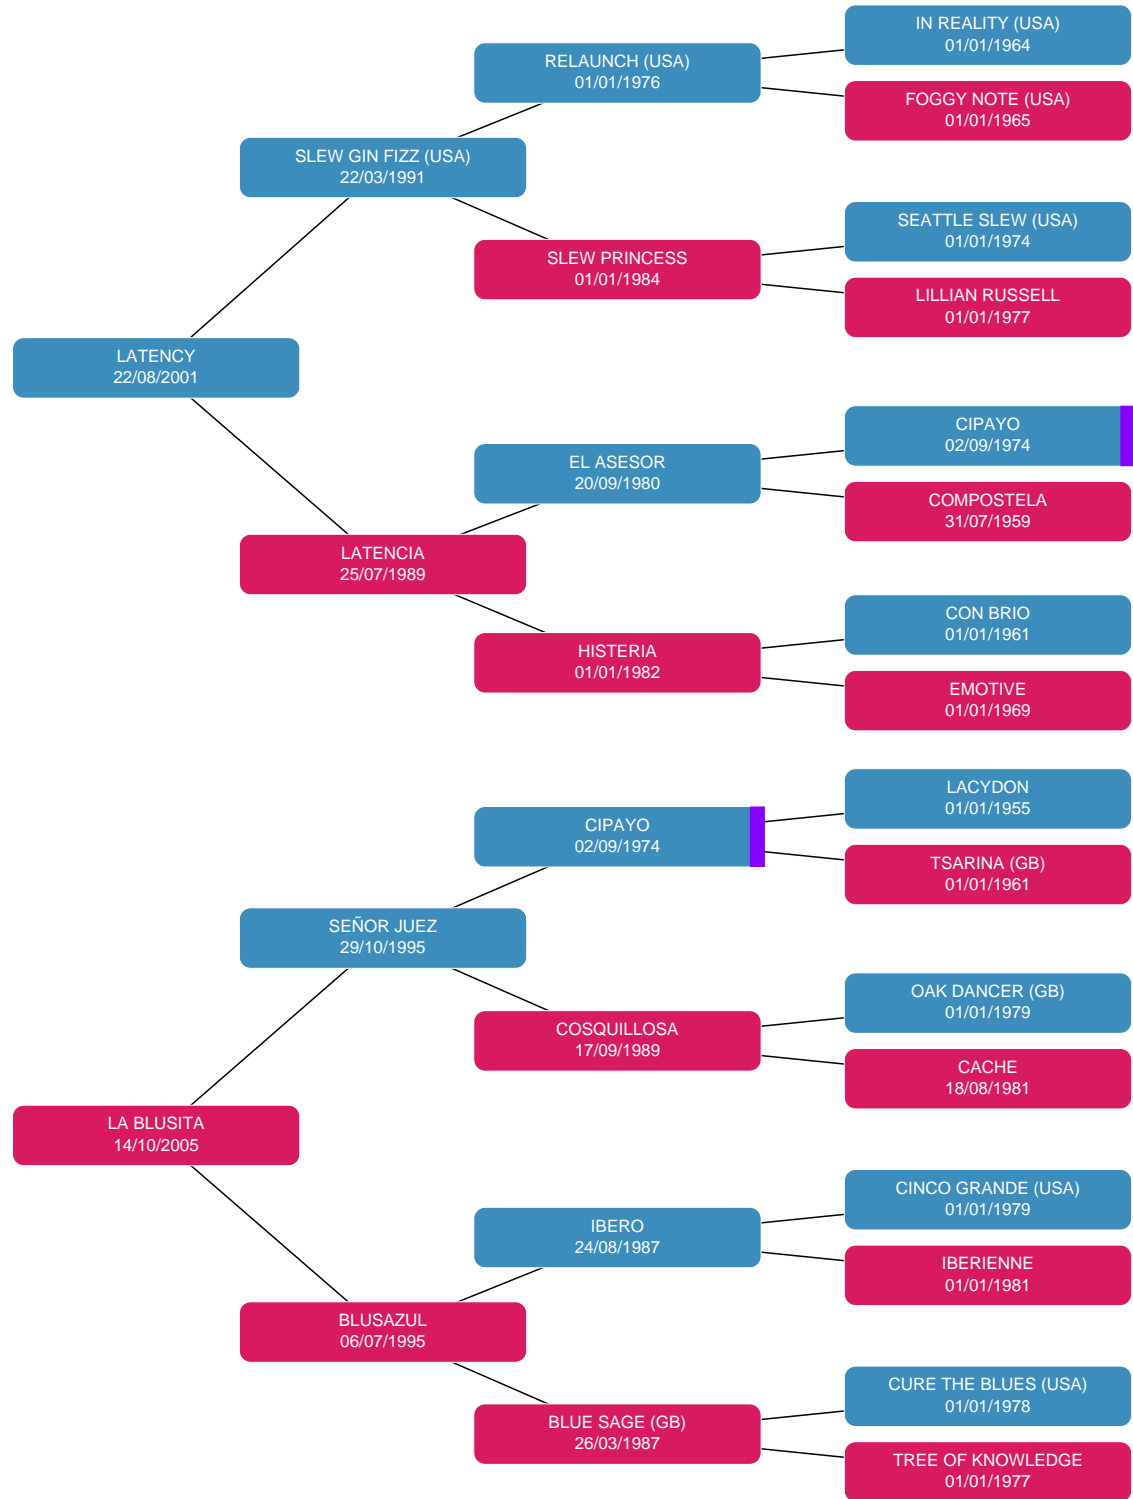 IN REALITY (USA)
01/01/1964
RELAUNCH (USA)
01/01/1976
FOGGY NOTE (USA)
01/01/1965
SLEW GIN FIZZ (USA)
22/03/1991
SEATTLE SLEW (USA)
01/01/1974
SLEW PRINCESS
01/01/1984
LILLIAN RUSSELL
01/01/1977
LATENCY
22/08/2001
CIPAYO
02/09/1974
EL ASESOR
20/09/1980
COMPOSTELA
31/07/1959
LATENCIA
25/07/1989
CON BRIO
01/01/1961
HISTERIA
01/01/1982
EMOTIVE
01/01/1969
LACYDON
01/01/1955
CIPAYO
02/09/1974
TSARINA (GB)
01/01/1961
SEÑOR JUEZ
29/10/1995
OAK DANCER (GB)
01/01/1979
COSQUILLOSA
17/09/1989
CACHE
18/08/1981
LA BLUSITA
14/10/2005
CINCO GRANDE (USA)
01/01/1979
IBERO
24/08/1987
IBERIENNE
01/01/1981
BLUSAZUL
06/07/1995
CURE THE BLUES (USA)
01/01/1978
BLUE SAGE (GB)
26/03/1987
TREE OF KNOWLEDGE
01/01/1977